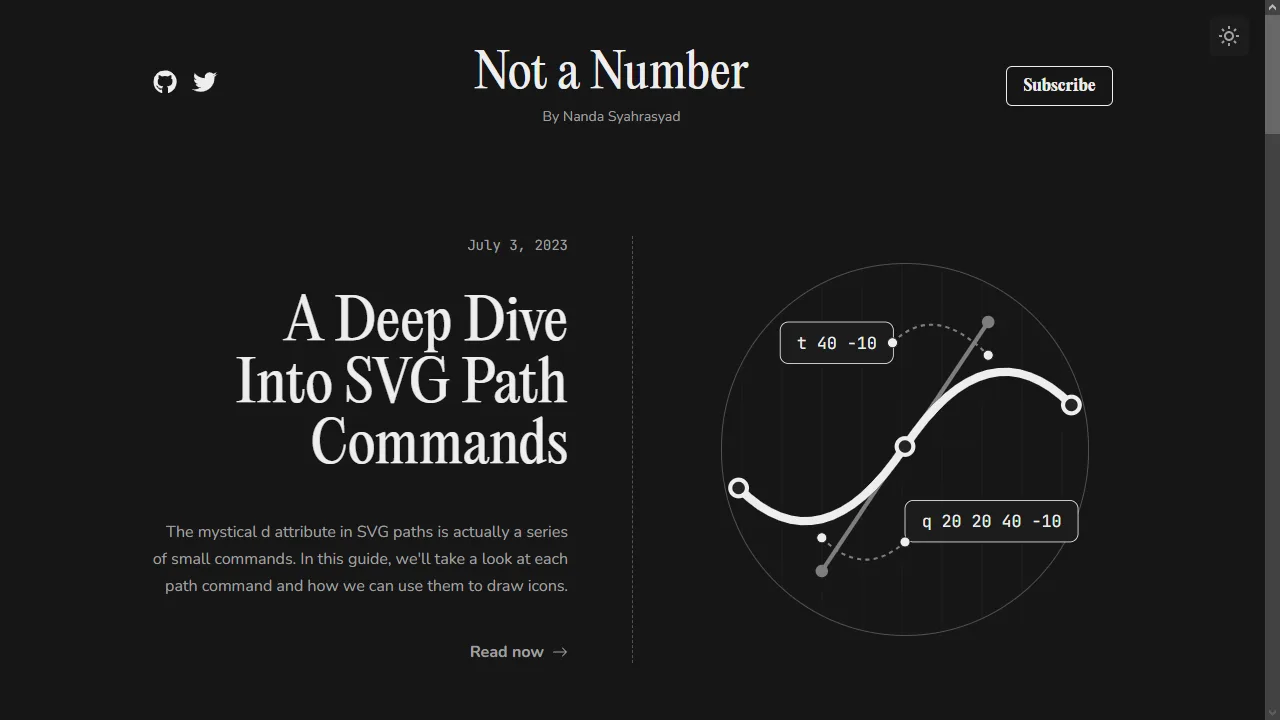 Not a Number
By Nanda Syahrasyad
Subscribe
July 3, 2023
A Deep Dive
Into SVG Path
Commands
The mystical d attribute in SVG paths is actually a series
of small commands. In this guide, we'll take a look at each
path command and how we can use them to draw icons.
Read now
t 40 -10
q 20 20 40 -10